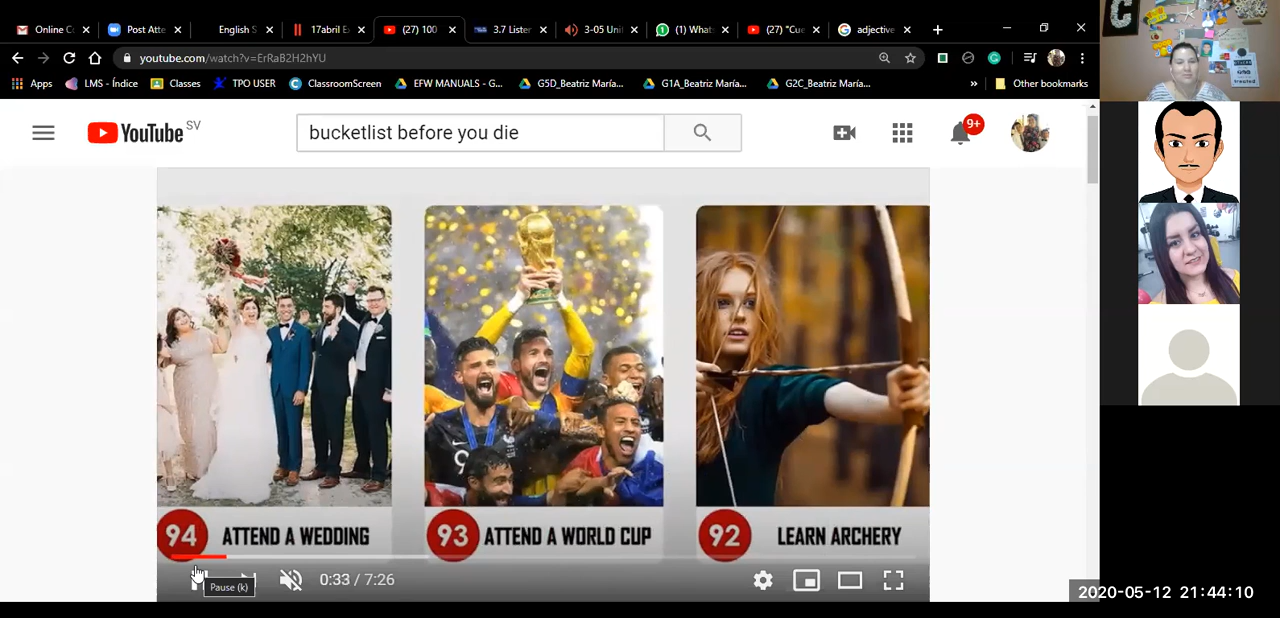 Online C
Post Atte
English S
17abril E
(27) 100
3.7 Listen
3-05 Uni
(1) Whats
(27) "Cue
adjective
youtube.com/watch?v=ErRaB2H2hYU
Apps
LMS - Índice
Classes
TPO USER
ClassroomScreen
EFW MANUALS - G...
G5D_Beatriz María...
G1A_Beatriz María...
G2C_Beatriz María...
»
Other bookmarks
YouTube SV
bucketlist before you die
9+
94 ATTEND A WEDDING
93 ATTEND A WORLD CUP
92 LEARN ARCHERY
Pause (k)
0:33 / 7:26
2020-05-12 21:44:10